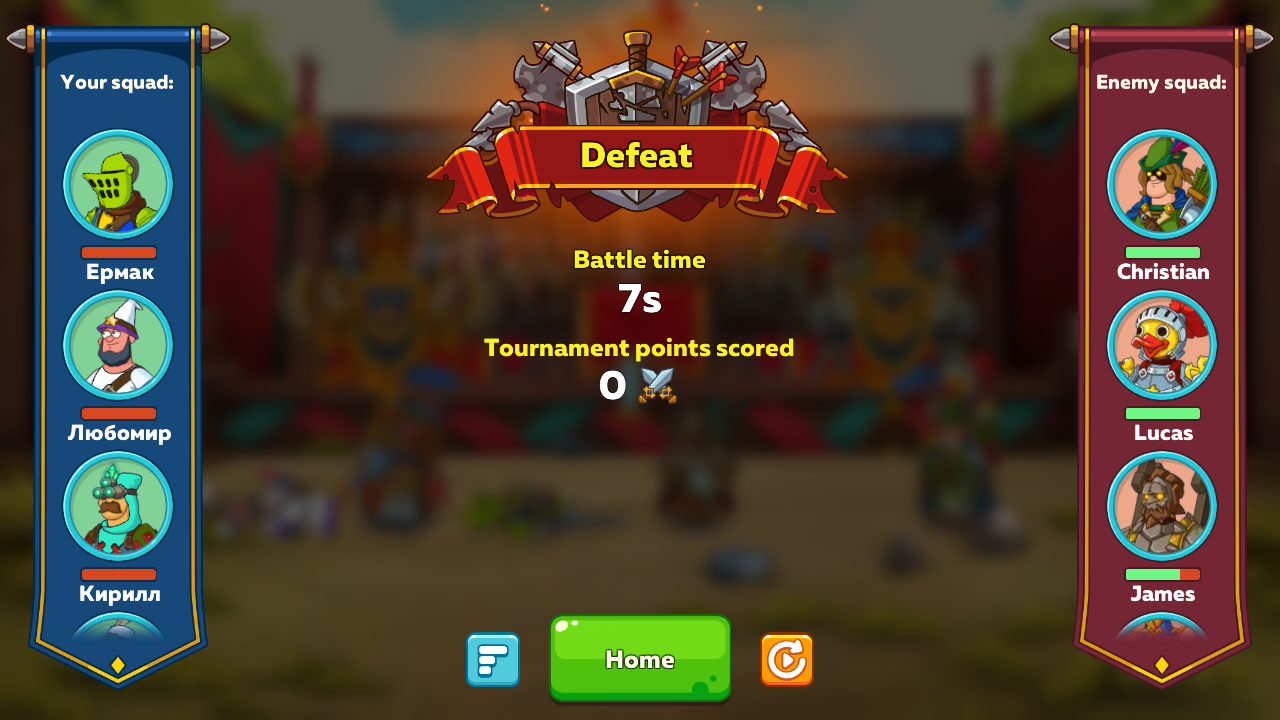 Your squad:
Ермак
Любомир
Кирилл
Defeat
Battle time
7s
Tournament points scored
0
Home
Enemy squad:
Christian
Lucas
James